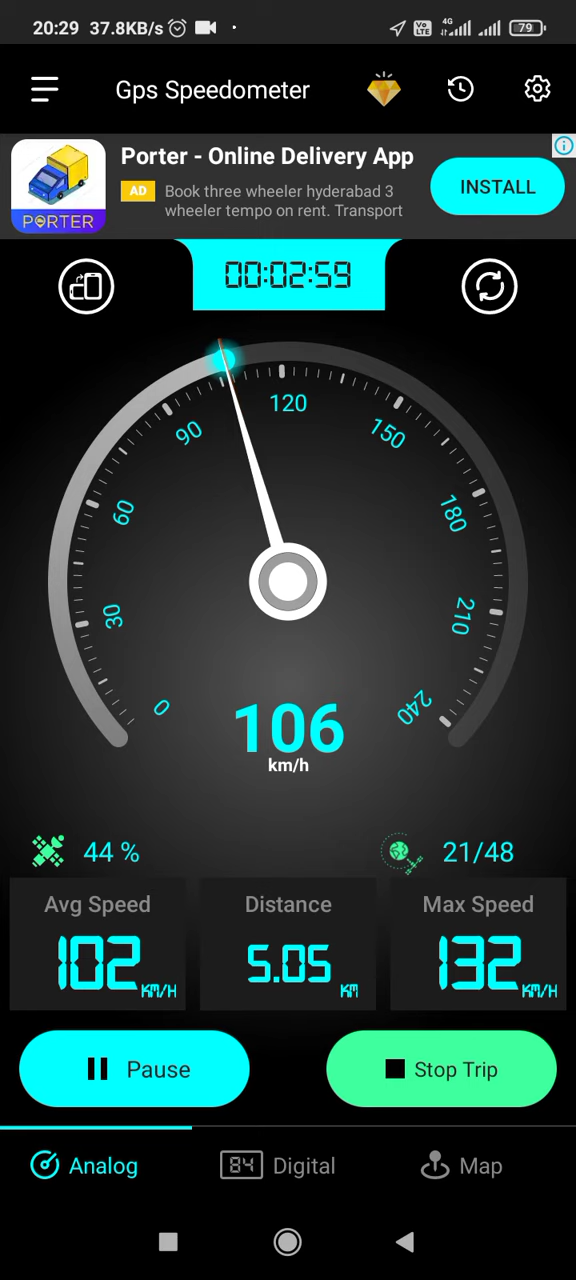 20:29 37.8KB/s Vo LTE 4G 79
Gps Speedometer
Porter - Online Delivery App
AD Book three wheeler hyderabad 3
wheeler tempo on rent. Transport
INSTALL
PORTER
00:02:59
0
30
60
90
120
150
180
210
240
106
km/h
44 %
21/48
Avg Speed
102 KM/H
Distance
5.05 KM
Max Speed
132 KM/H
Pause
Stop Trip
Analog
84 Digital
Map